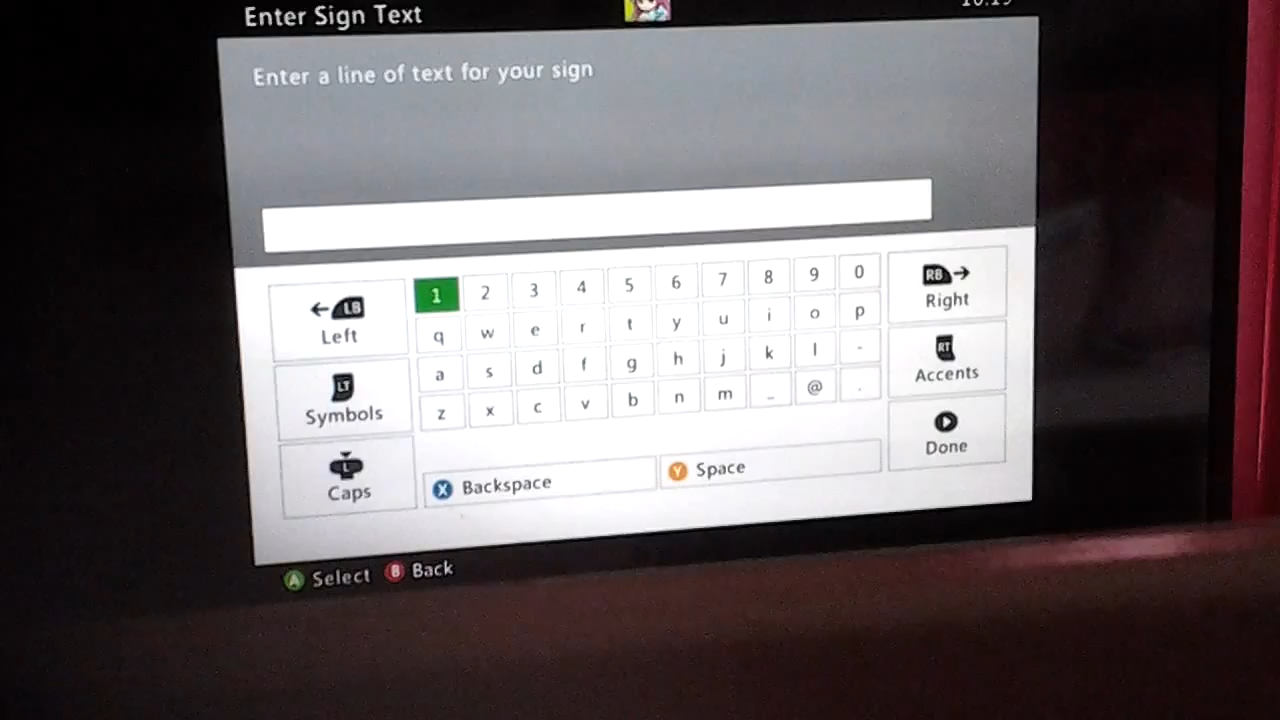 Enter Sign Text
Enter a line of text for your sign
LB
Left
1 2 3 4 5 6 7 8 9 0
RB
Right
q w e r t y u i o p
LT
Symbols
a s d f g h j k l -
RT
Accents
z x c v b n m _ @ .
L
Caps
X Backspace
Y Space
Done
A Select B Back